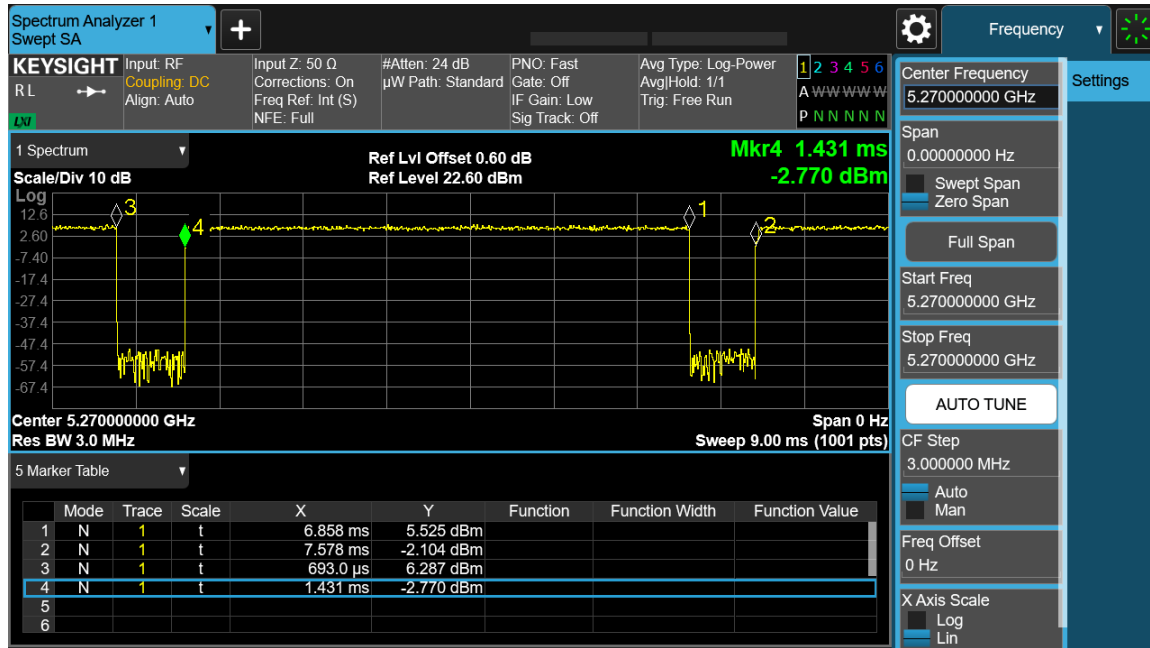 Spectrum Analyzer 1
Swept SA
Frequency
KEYSIGHT
RL
LXI
Input: RF
Coupling: DC
Align: Auto
Input Z: 50 Ω
Corrections: On
Freq Ref: Int (S)
NFE: Full
#Atten: 24 dB
µW Path: Standard
PNO: Fast
Gate: Off
IF Gain: Low
Sig Track: Off
Avg Type: Log-Power
Avg|Hold: 1/1
Trig: Free Run
1 2 3 4 5 6
A W W W W W
P N N N N N
1 Spectrum
Scale/Div 10 dB
Ref Lvl Offset 0.60 dB
Ref Level 22.60 dBm
Mkr4 1.431 ms
-2.770 dBm
Log
12.6
2.60
-7.40
-17.4
-27.4
-37.4
-47.4
-57.4
-67.4
3
4
1
2
Center 5.270000000 GHz
Res BW 3.0 MHz
Span 0 Hz
Sweep 9.00 ms (1001 pts)
5 Marker Table
Mode Trace Scale X Y Function Function Width Function Value
1 N 1 t 6.858 ms 5.525 dBm
2 N 1 t 7.578 ms -2.104 dBm
3 N 1 t 693.0 µs 6.287 dBm
4 N 1 t 1.431 ms -2.770 dBm
5
6
Center Frequency
5.270000000 GHz
Settings
Span
0.00000000 Hz
Swept Span
Zero Span
Full Span
Start Freq
5.270000000 GHz
Stop Freq
5.270000000 GHz
AUTO TUNE
CF Step
3.000000 MHz
Auto
Man
Freq Offset
0 Hz
X Axis Scale
Log
Lin